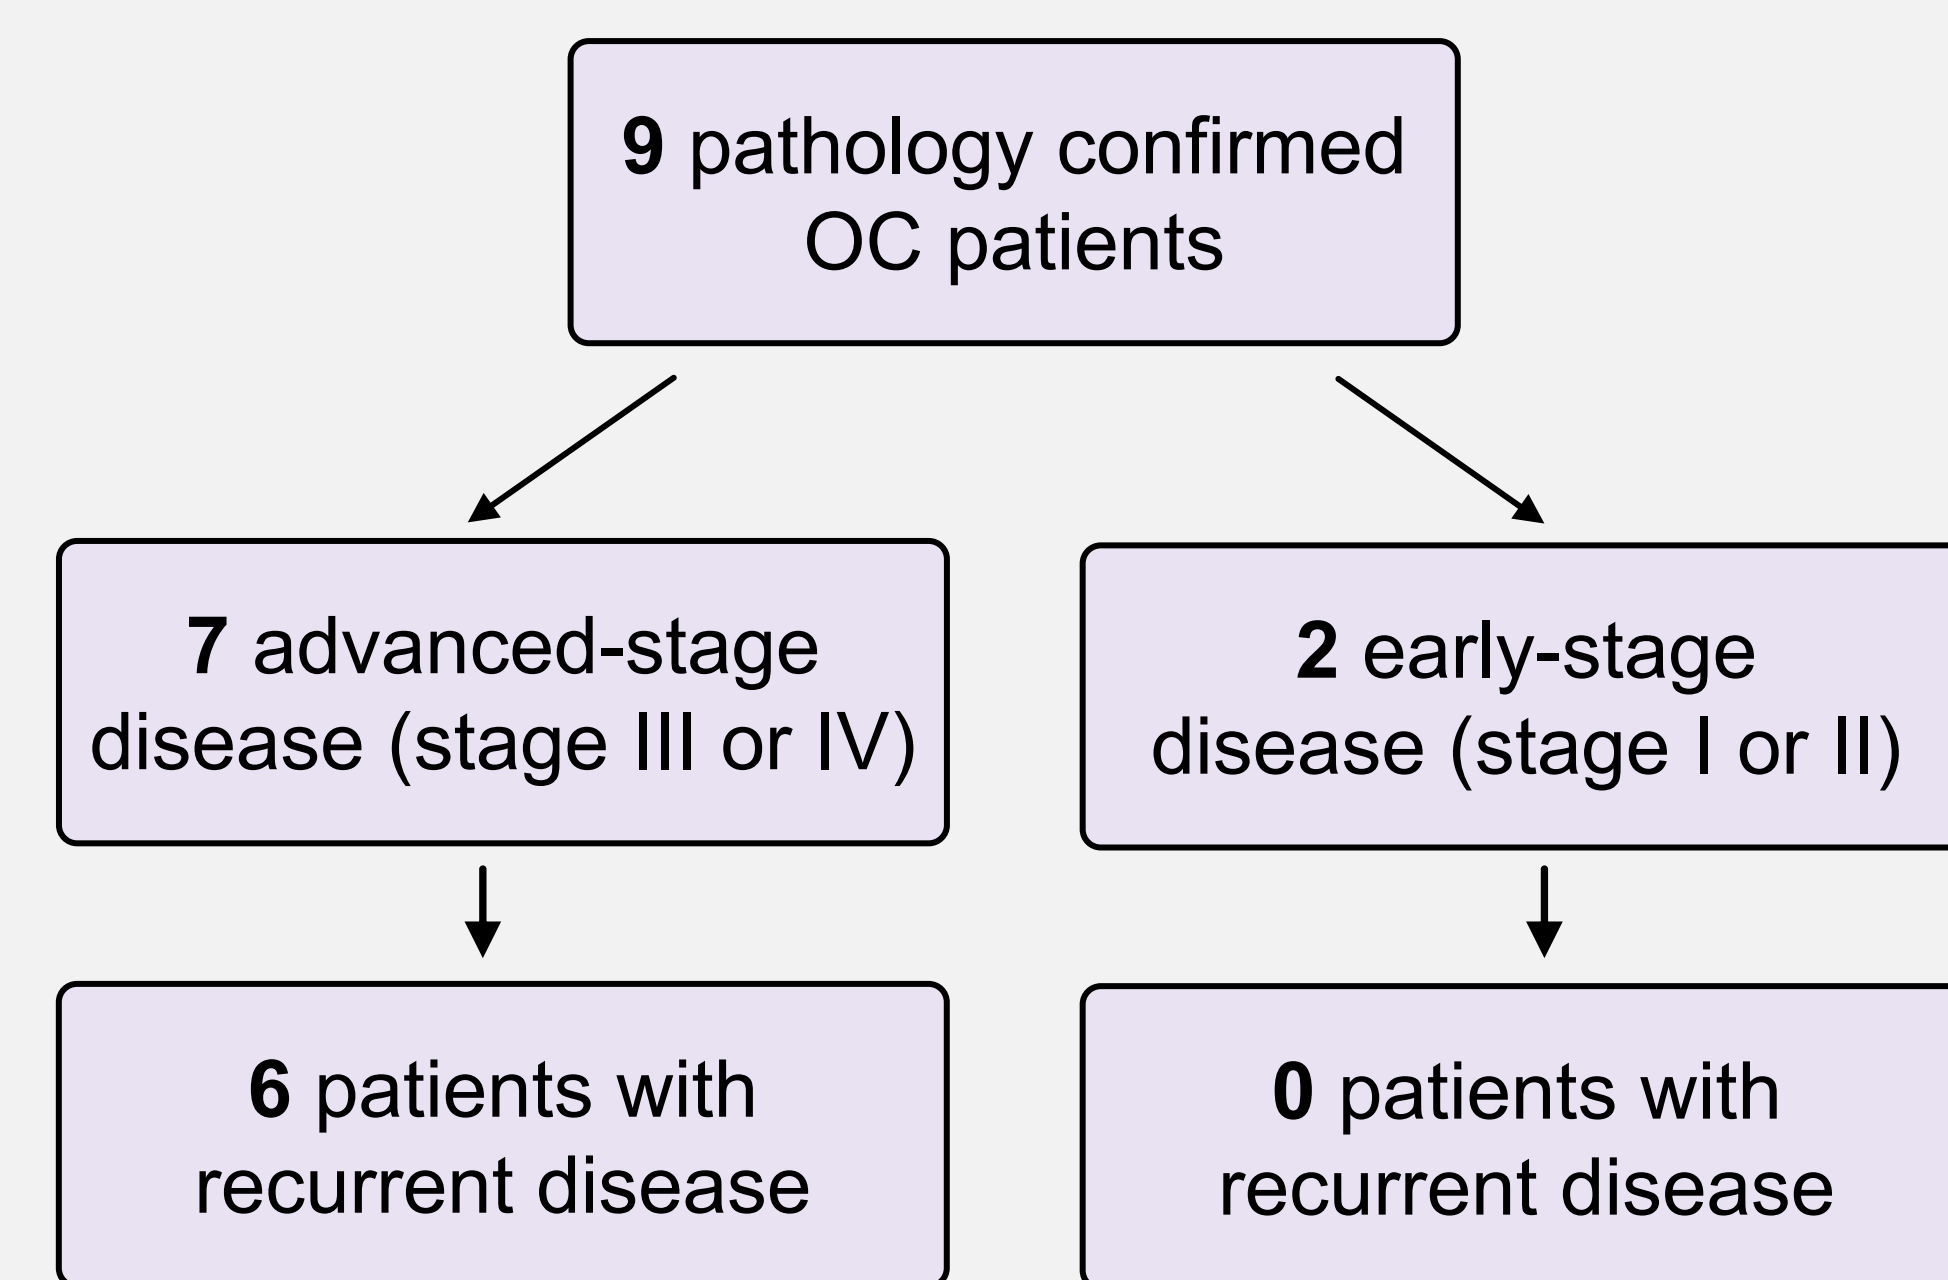 9 pathology confirmed
OC patients
7 advanced-stage
disease (stage III or IV)
2 early-stage
disease (stage I or II)
6 patients with
recurrent disease
0 patients with
recurrent disease